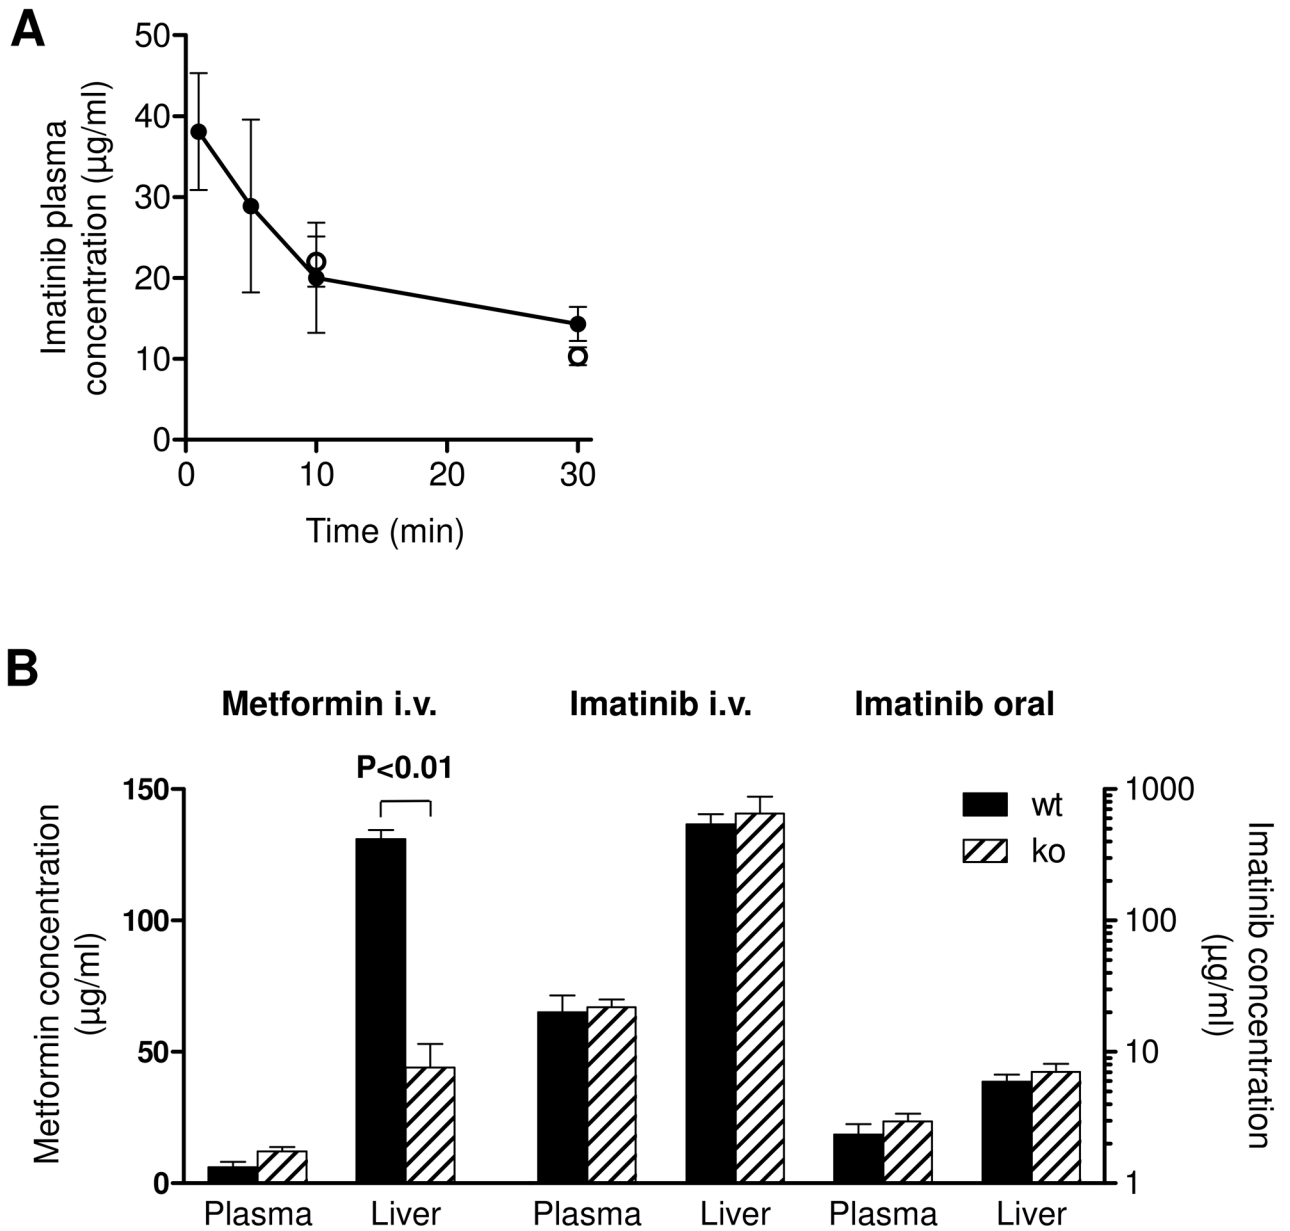 A
50
40
30
20
10
0
Imatinib plasma
concentration (µg/ml)
0 10 20 30
Time (min)
B
Metformin i.v. Imatinib i.v. Imatinib oral
P<0.01
150
100
50
0
Metformin concentration
(µg/ml)
wt
ko
1000
100
10
1
Imatinib concentration
(µg/ml)
Plasma Liver Plasma Liver Plasma Liver